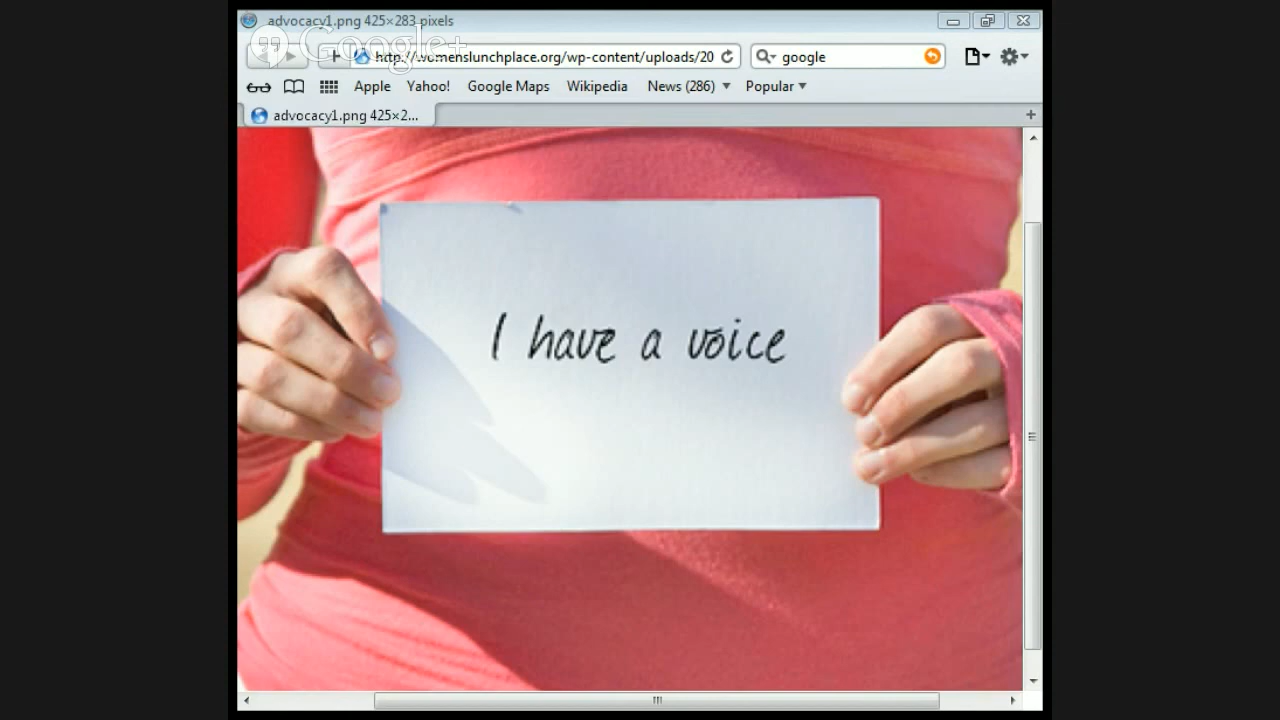 advocacy1.png 425×283 pixels
Google+
http://womenslunchplace.org/wp-content/uploads/20
google
Apple Yahoo! Google Maps Wikipedia News (286) Popular
advocacy1.png 425×2...
I have a voice